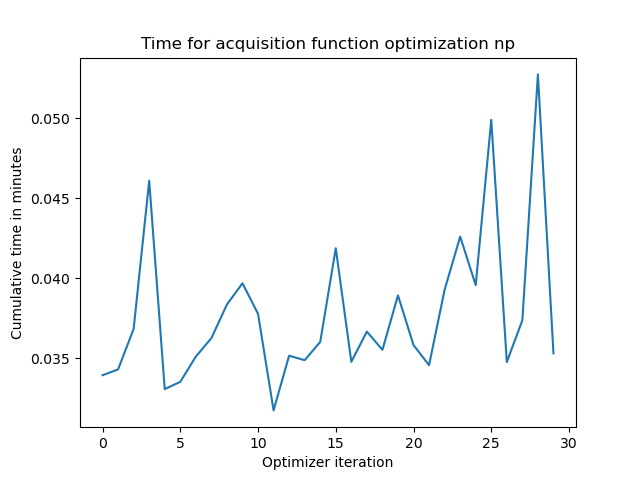 Time for acquisition function optimization np
Cumulative time in minutes
0.050
0.045
0.040
0.035
0 5 10 15 20 25 30
Optimizer iteration